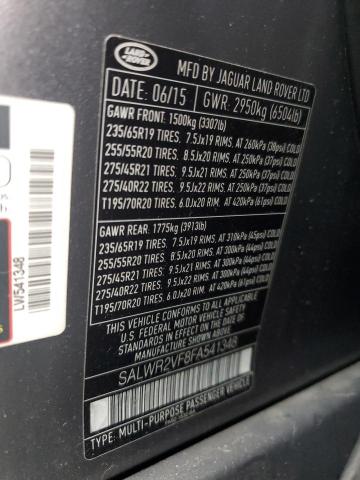 LAND ROVER
MFD BY JAGUAR LAND ROVER LTD
DATE: 06/15 GWR: 2950kg (6504lb)
GAWR FRONT: 1500kg (3307lb)
235/65R19 TIRES, 7.5Jx19 RIMS, AT 260kPa (38psi) COLD
255/55R20 TIRES, 8.5Jx20 RIMS, AT 250kPa (37psi) COLD
275/45R21 TIRES, 9.5Jx21 RIMS, AT 250kPa (37psi) COLD
275/40R22 TIRES, 9.5Jx22 RIMS, AT 250kPa (37psi) COLD
T195/70R20 TIRES, 6.0Jx20 RIMS, AT 420kPa (61psi) COLD
GAWR REAR: 1775kg (3913lb)
235/65R19 TIRES, 7.5Jx19 RIMS, AT 310kPa (45psi) COLD
255/55R20 TIRES, 8.5Jx20 RIMS, AT 300kPa (44psi) COLD
275/45R21 TIRES, 9.5Jx21 RIMS, AT 300kPa (44psi) COLD
275/40R22 TIRES, 9.5Jx22 RIMS, AT 300kPa (44psi) COLD
T195/70R20 TIRES, 6.0Jx20 RIMS, AT 420kPa (61psi) COLD
THIS VEHICLE CONFORMS TO ALL APPLICABLE
FEDERAL MOTOR VEHICLE SAFETY AND
THEFT PREVENTION STANDARDS IN EFFECT ON
THE DATE OF MANUFACTURE SHOWN ABOVE.
SALWR2VF8FA541348
TYPE: MULTI-PURPOSE PASSENGER VEHICLE
LW541348